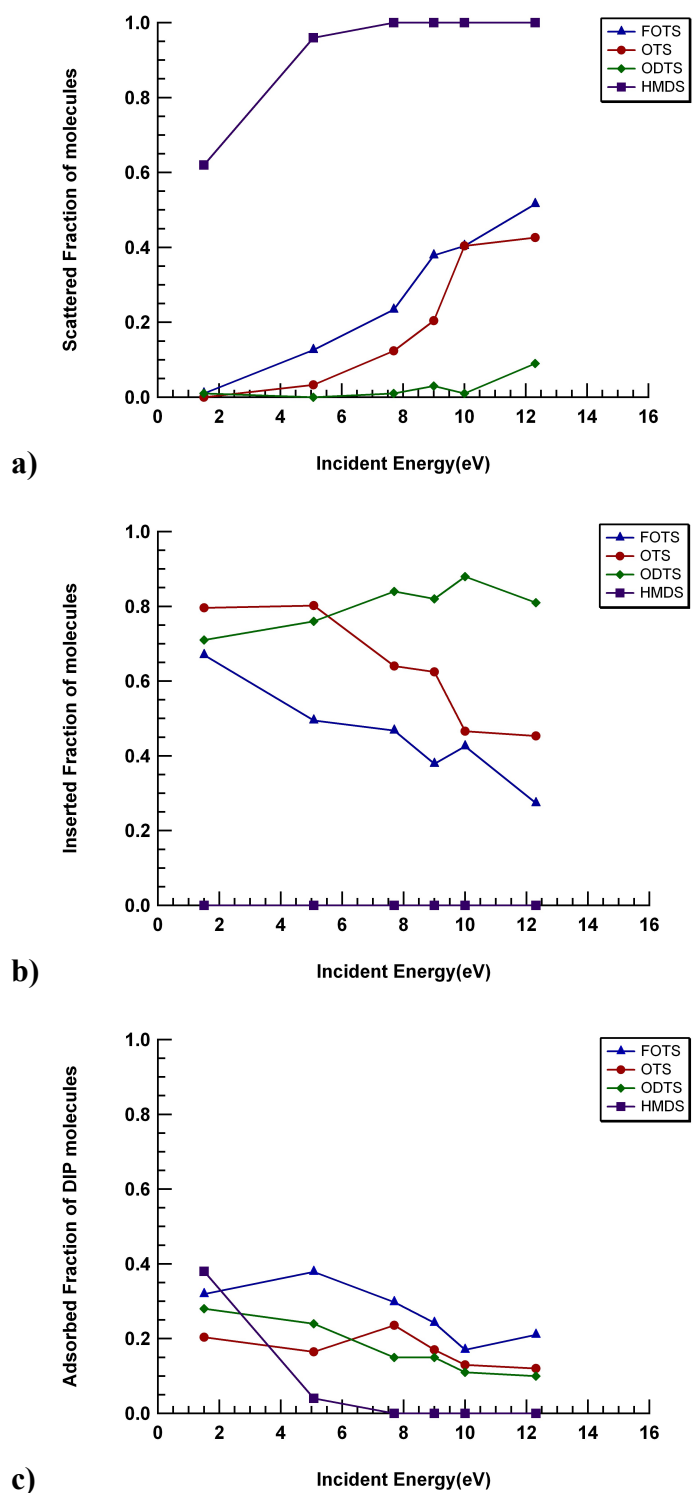 1.0
0.8
0.6
0.4
0.2
0.0
0 2 4 6 8 10 12 14 16
Scattered Fraction of molecules
Incident Energy(eV)
FOTS
OTS
ODTS
HMDS
a)
1.0
0.8
0.6
0.4
0.2
0.0
0 2 4 6 8 10 12 14 16
Inserted Fraction of molecules
Incident Energy(eV)
FOTS
OTS
ODTS
HMDS
b)
1.0
0.8
0.6
0.4
0.2
0.0
0 2 4 6 8 10 12 14 16
Adsorbed Fraction of DIP molecules
Incident Energy(eV)
FOTS
OTS
ODTS
HMDS
c)